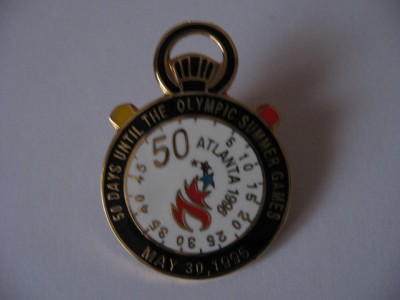 50 DAYS UNTIL THE OLYMPIC SUMMER GAMES
50
5 10 15 20 25 30 35 40 45
ATLANTA 1996
MAY 30, 1996